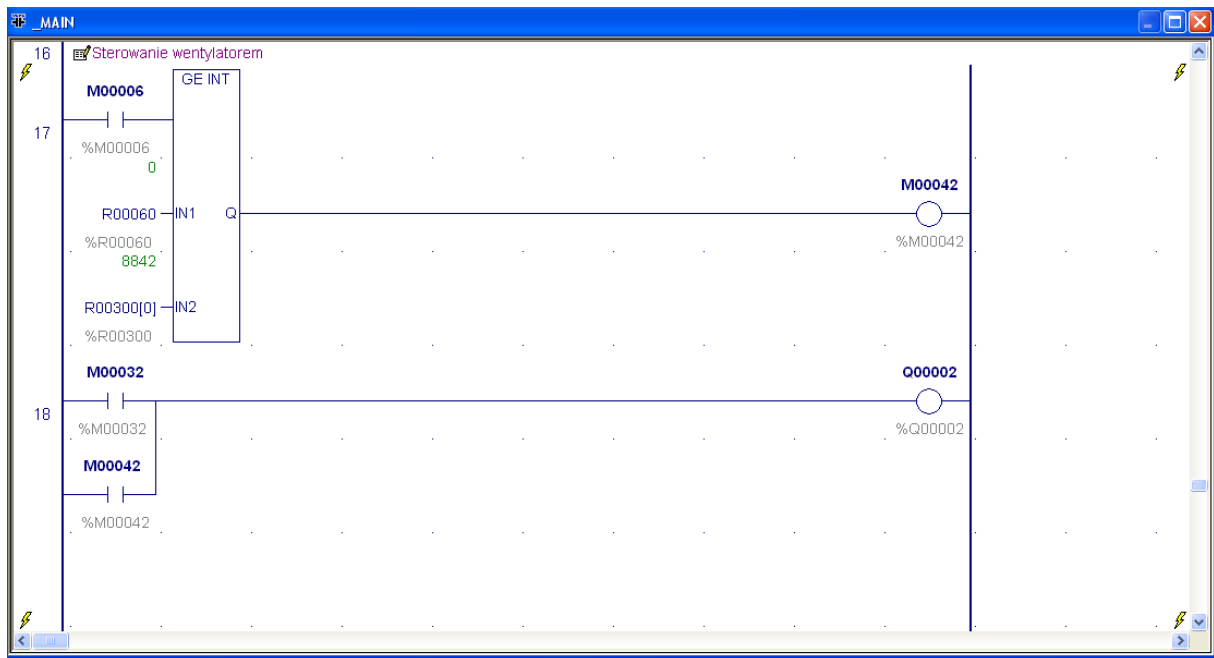 _MAIN
16 Sterowanie wentylatorem
GE INT
M00006
17
%M00006
0
M00042
R00060 IN1 Q
%R00060 %M00042
8842
R00300[0] IN2
%R00300
M00032 Q00002
18
%M00032 %Q00002
M00042
%M00042